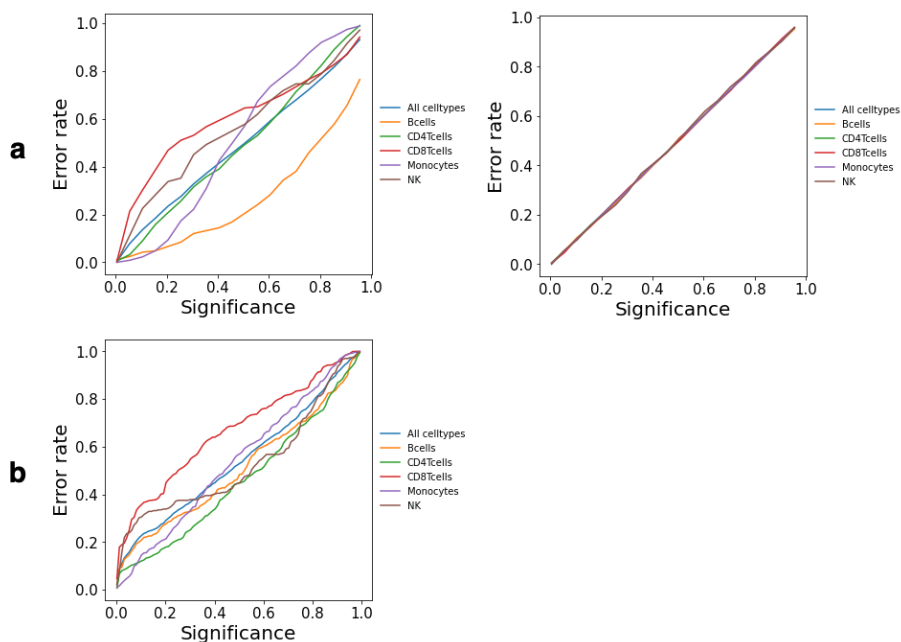 a
Error rate
1.0
0.8
0.6
0.4
0.2
0.0
0.0 0.2 0.4 0.6 0.8 1.0
Significance
All celltypes
Bcells
CD4Tcells
CD8Tcells
Monocytes
NK
Error rate
1.0
0.8
0.6
0.4
0.2
0.0
0.0 0.2 0.4 0.6 0.8 1.0
Significance
All celltypes
Bcells
CD4Tcells
CD8Tcells
Monocytes
NK
b
Error rate
1.0
0.8
0.6
0.4
0.2
0.0
0.0 0.2 0.4 0.6 0.8 1.0
Significance
All celltypes
Bcells
CD4Tcells
CD8Tcells
Monocytes
NK